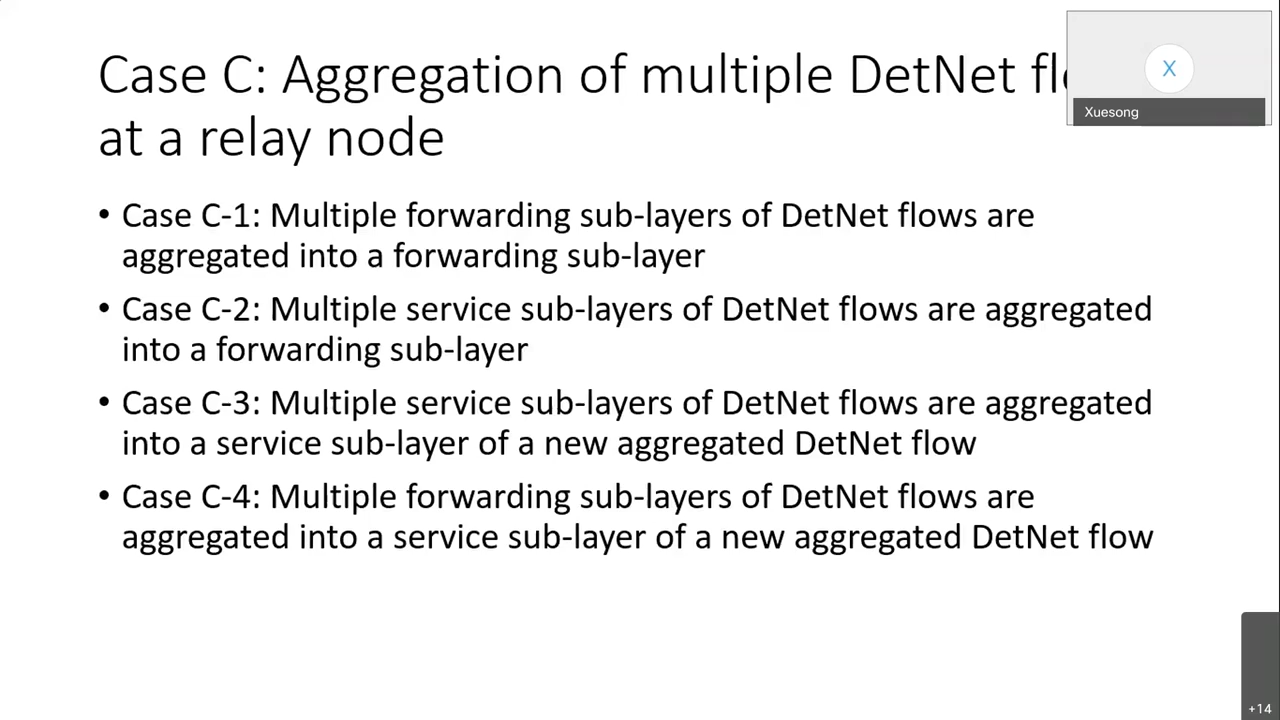 Case C: Aggregation of multiple DetNet
at a relay node
X
Xuesong
• Case C-1: Multiple forwarding sub-layers of DetNet flows are
aggregated into a forwarding sub-layer
• Case C-2: Multiple service sub-layers of DetNet flows are aggregated
into a forwarding sub-layer
• Case C-3: Multiple service sub-layers of DetNet flows are aggregated
into a service sub-layer of a new aggregated DetNet flow
• Case C-4: Multiple forwarding sub-layers of DetNet flows are
aggregated into a service sub-layer of a new aggregated DetNet flow
+14